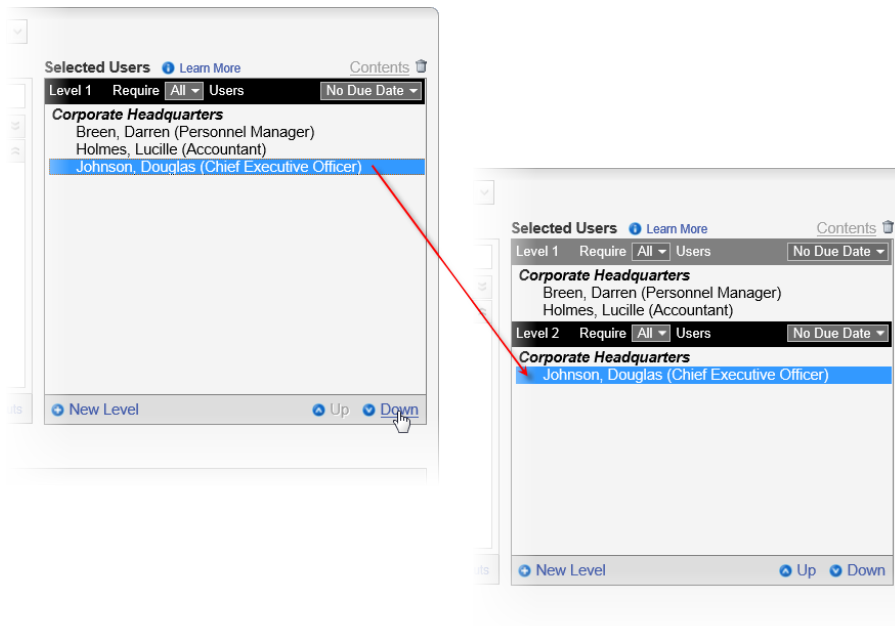 Selected Users Learn More Contents
Level 1 Require All Users No Due Date
Corporate Headquarters
Breen, Darren (Personnel Manager)
Holmes, Lucille (Accountant)
Johnson, Douglas (Chief Executive Officer)
New Level Up Down
Selected Users Learn More Contents
Level 1 Require All Users No Due Date
Corporate Headquarters
Breen, Darren (Personnel Manager)
Holmes, Lucille (Accountant)
Level 2 Require All Users No Due Date
Corporate Headquarters
Johnson, Douglas (Chief Executive Officer)
New Level Up Down